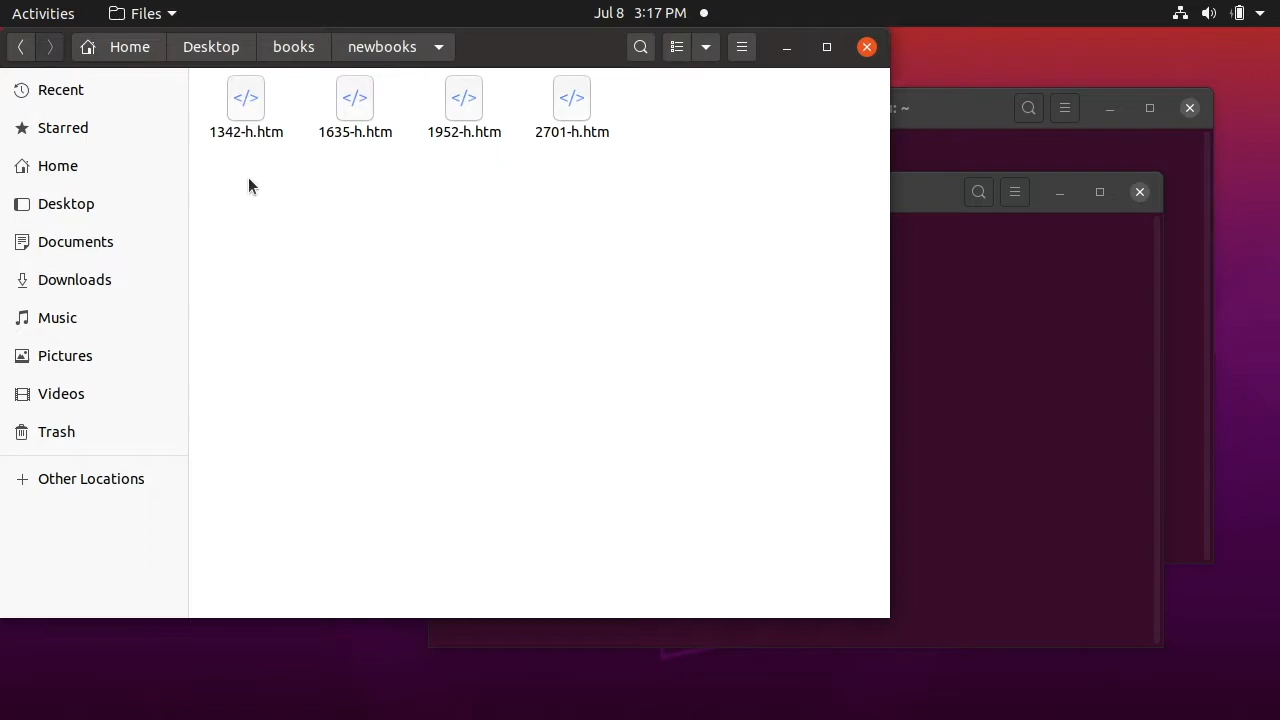 Activities Files Jul 8 3:17 PM
Home Desktop books newbooks
: ~
Recent
Starred
Home
Desktop
Documents
Downloads
Music
Pictures
Videos
Trash
Other Locations
</> </> </> </>
1342-h.htm 1635-h.htm 1952-h.htm 2701-h.htm